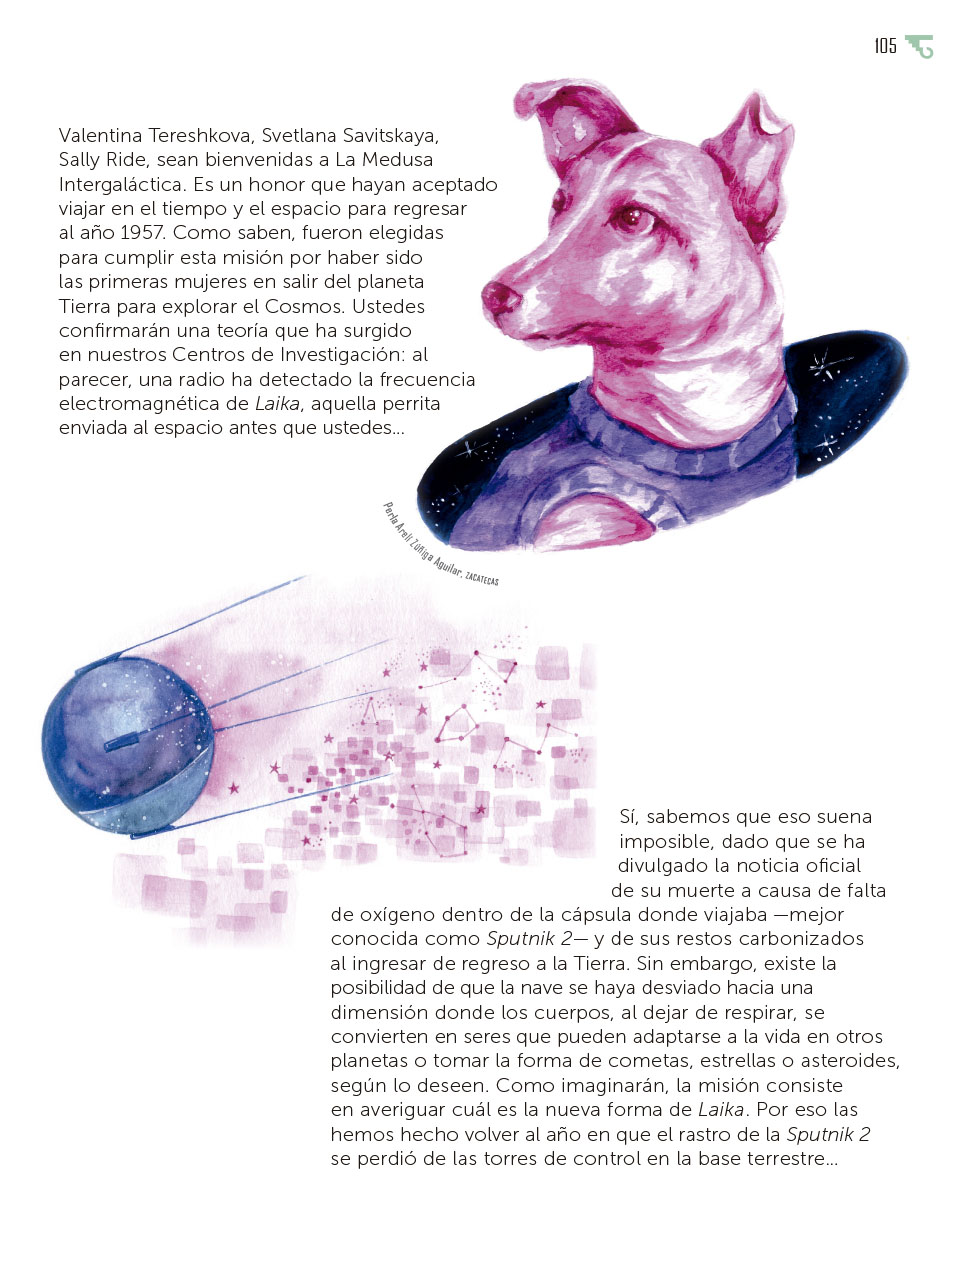 105
Valentina Tereshkova, Svetlana Savitskaya,
Sally Ride, sean bienvenidas a La Medusa
Intergaláctica. Es un honor que hayan aceptado
viajar en el tiempo y el espacio para regresar
al año 1957. Como saben, fueron elegidas
para cumplir esta misión por haber sido
las primeras mujeres en salir del planeta
Tierra para explorar el Cosmos. Ustedes
confirmarán una teoría que ha surgido
en nuestros Centros de Investigación: al
parecer, una radio ha detectado la frecuencia
electromagnética de Laika, aquella perrita
enviada al espacio antes que ustedes...
Perla Areli Zúñiga Aguilar, ZACATECAS
Sí, sabemos que eso suena
imposible, dado que se ha
divulgado la noticia oficial
de su muerte a causa de falta
de oxígeno dentro de la cápsula donde viajaba —mejor
conocida como Sputnik 2— y de sus restos carbonizados
al ingresar de regreso a la Tierra. Sin embargo, existe la
posibilidad de que la nave se haya desviado hacia una
dimensión donde los cuerpos, al dejar de respirar, se
convierten en seres que pueden adaptarse a la vida en otros
planetas o tomar la forma de cometas, estrellas o asteroides,
según lo deseen. Como imaginarán, la misión consiste
en averiguar cuál es la nueva forma de Laika. Por eso las
hemos hecho volver al año en que el rastro de la Sputnik 2
se perdió de las torres de control en la base terrestre...